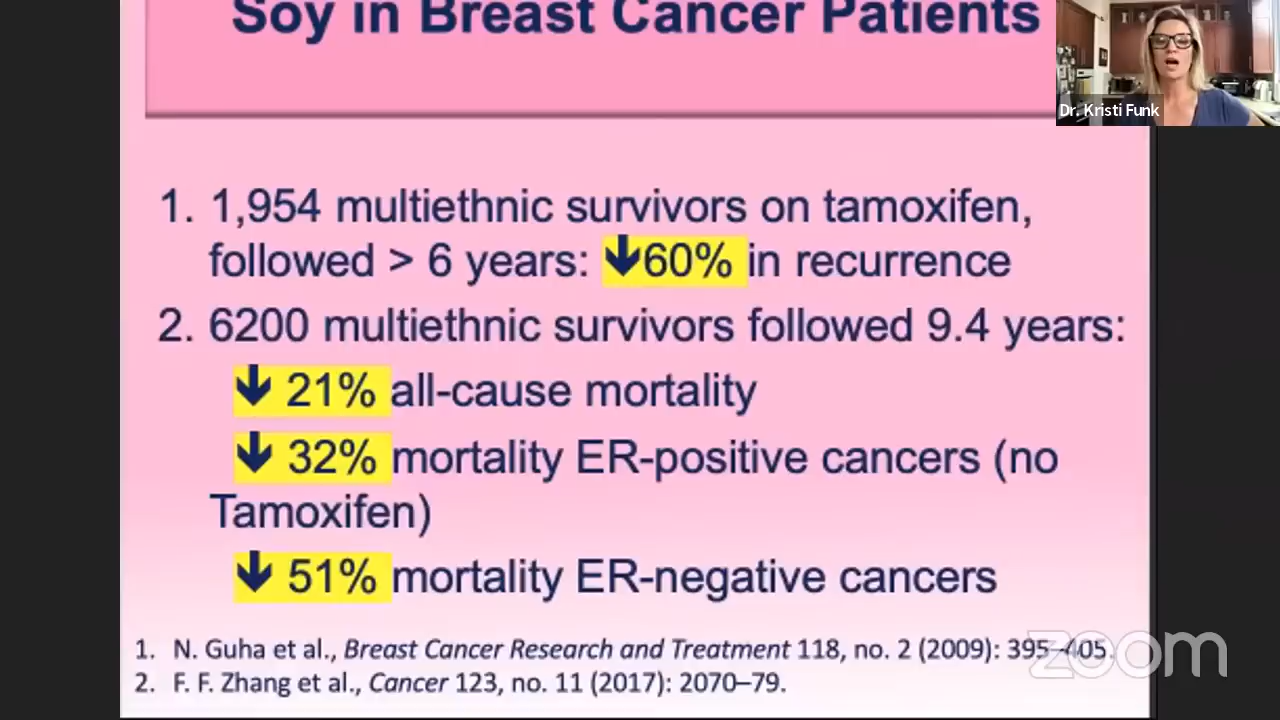 Soy in Breast Cancer Patients
Dr. Kristi Funk
1. 1,954 multiethnic survivors on tamoxifen,
followed > 6 years: ↓60% in recurrence
2. 6200 multiethnic survivors followed 9.4 years:
↓ 21% all-cause mortality
↓ 32% mortality ER-positive cancers (no
Tamoxifen)
↓ 51% mortality ER-negative cancers
1. N. Guha et al., Breast Cancer Research and Treatment 118, no. 2 (2009): 395–405.
2. F. F. Zhang et al., Cancer 123, no. 11 (2017): 2070–79.
zoom